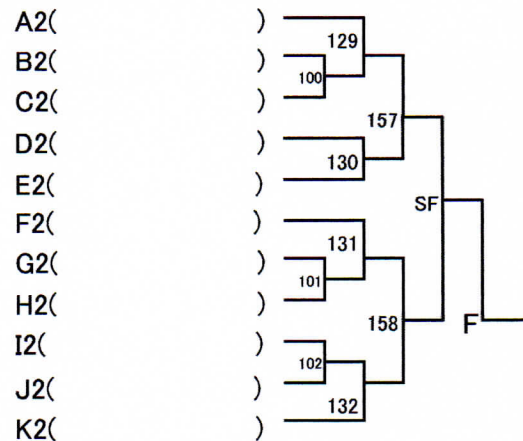 A2( )
129
B2( )
100
C2( )
157
D2( )
130
E2( )
SF
F2( )
131
G2( )
101
H2( )
158
F
I2( )
102
J2( )
132
K2( )